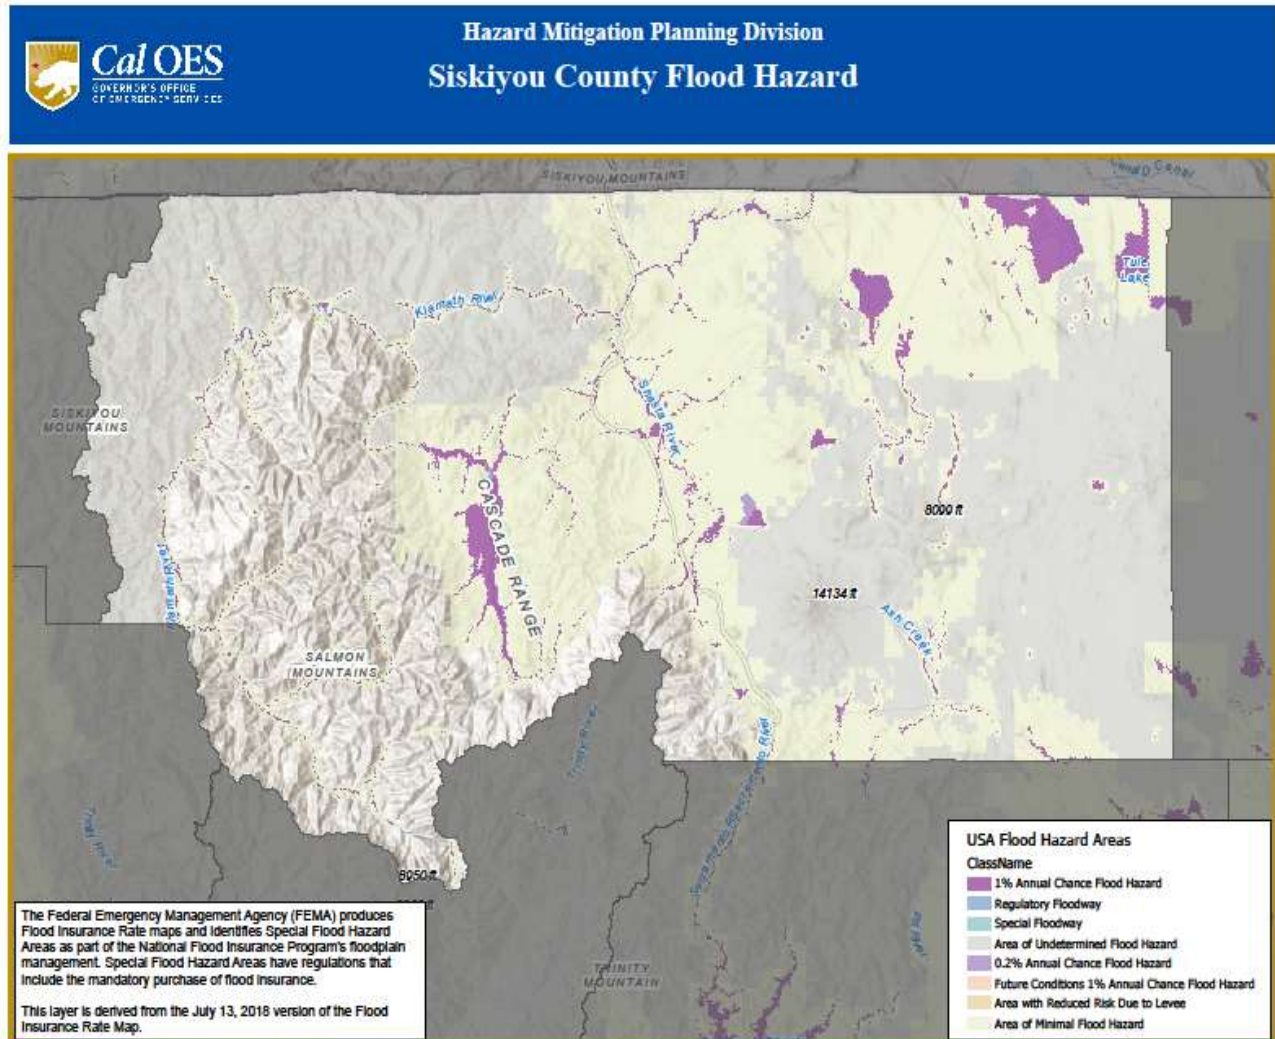 Hazard Mitigation Planning Division
Cal OES
GOVERNOR'S OFFICE
OF EMERGENCY SERVICES
Siskiyou County Flood Hazard
SISKIYOU MOUNTAINS
Canal
Tule
Lake
Klamath River
Shasta River
SISKIYOU
MOUNTAINS
CASCADE RANGE
8099 ft
Klamath River
14134 ft
Ash Creek
SALMON
MOUNTAINS
Trinity River
Sacramento River
8050 ft
TRINITY
MOUNTAIN
The Federal Emergency Management Agency (FEMA) produces
Flood Insurance Rate maps and identifies Special Flood Hazard
Areas as part of the National Flood Insurance Program's floodplain
management. Special Flood Hazard Areas have regulations that
include the mandatory purchase of flood insurance.
This layer is derived from the July 13, 2018 version of the Flood
Insurance Rate Map.
USA Flood Hazard Areas
ClassName
1% Annual Chance Flood Hazard
Regulatory Floodway
Special Floodway
Area of Undetermined Flood Hazard
0.2% Annual Chance Flood Hazard
Future Conditions 1% Annual Chance Flood Hazard
Area with Reduced Risk Due to Levee
Area of Minimal Flood Hazard